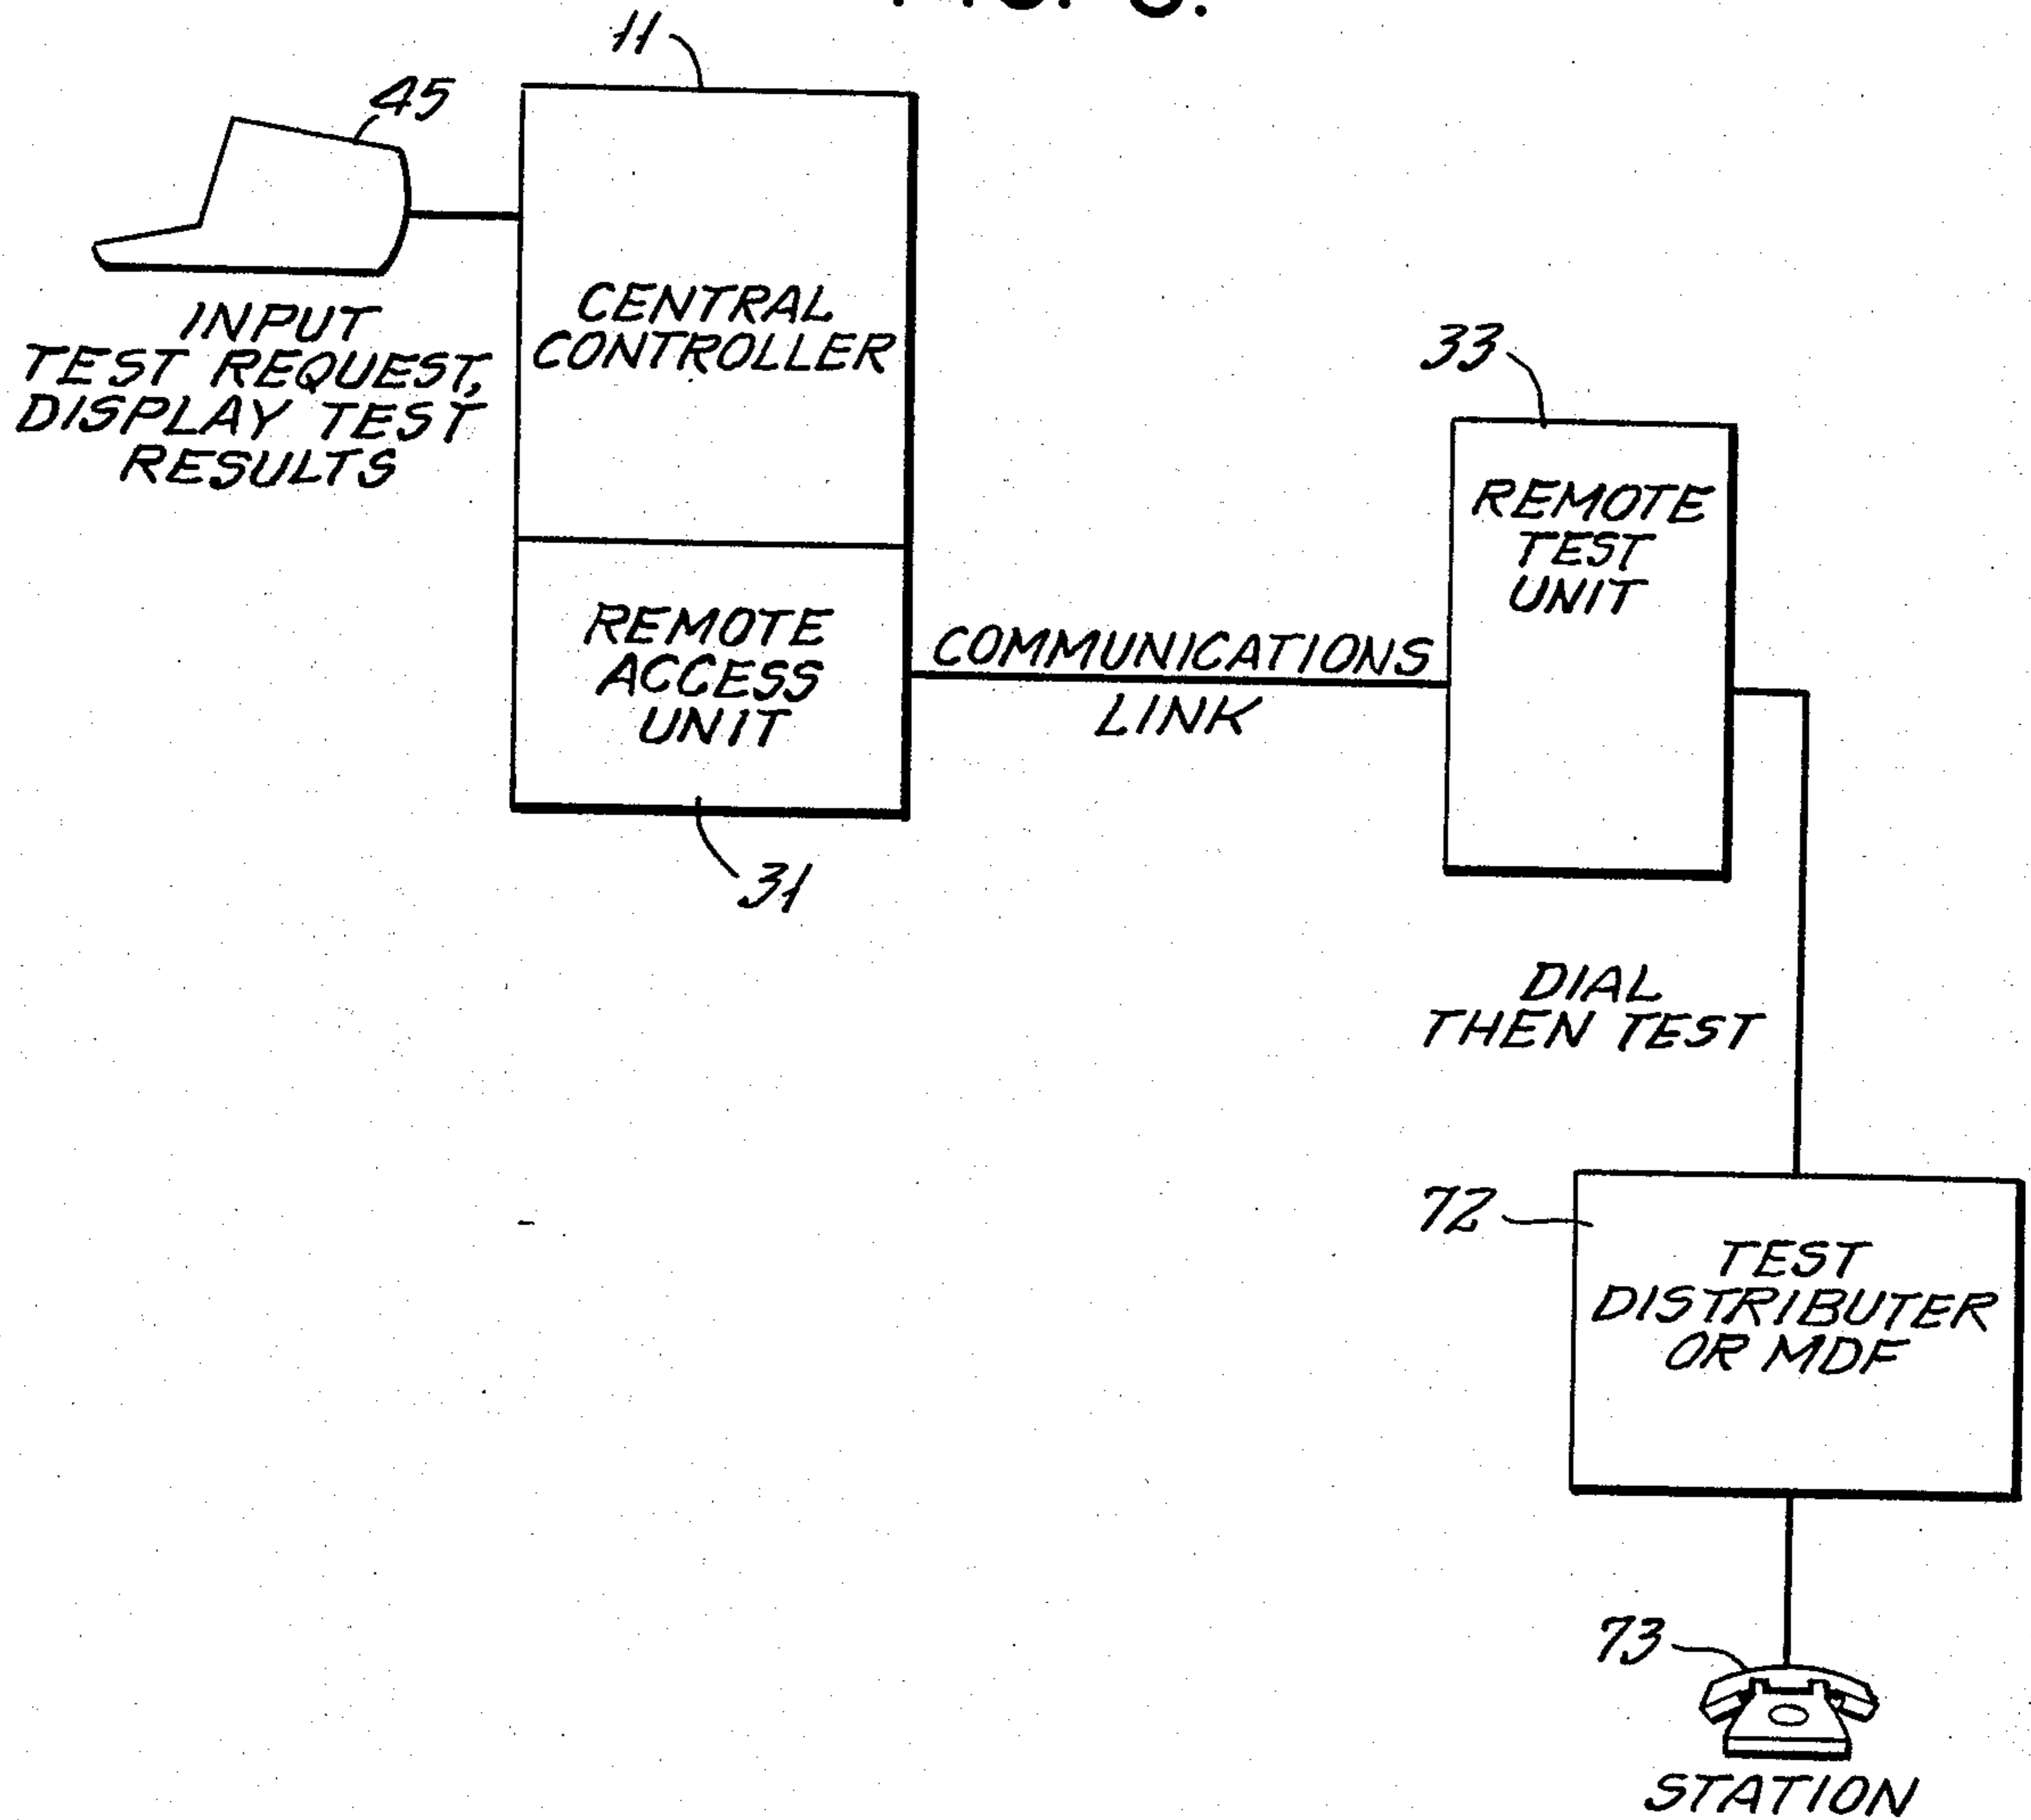 11
45
CENTRAL
CONTROLLER
INPUT
TEST REQUEST,
DISPLAY TEST
RESULTS
33
REMOTE
TEST
UNIT
REMOTE
ACCESS
UNIT
COMMUNICATIONS
LINK
31
DIAL
THEN TEST
72
TEST
DISTRIBUTER
OR MDF
73
STATION